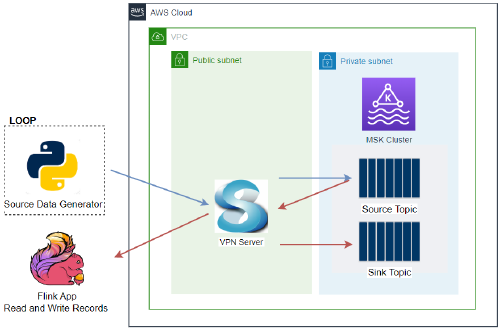 aws
AWS Cloud
VPC
Public subnet
Private subnet
K
MSK Cluster
LOOP
Source Data Generator
VPN Server
Source Topic
Sink Topic
Flink App
Read and Write Records